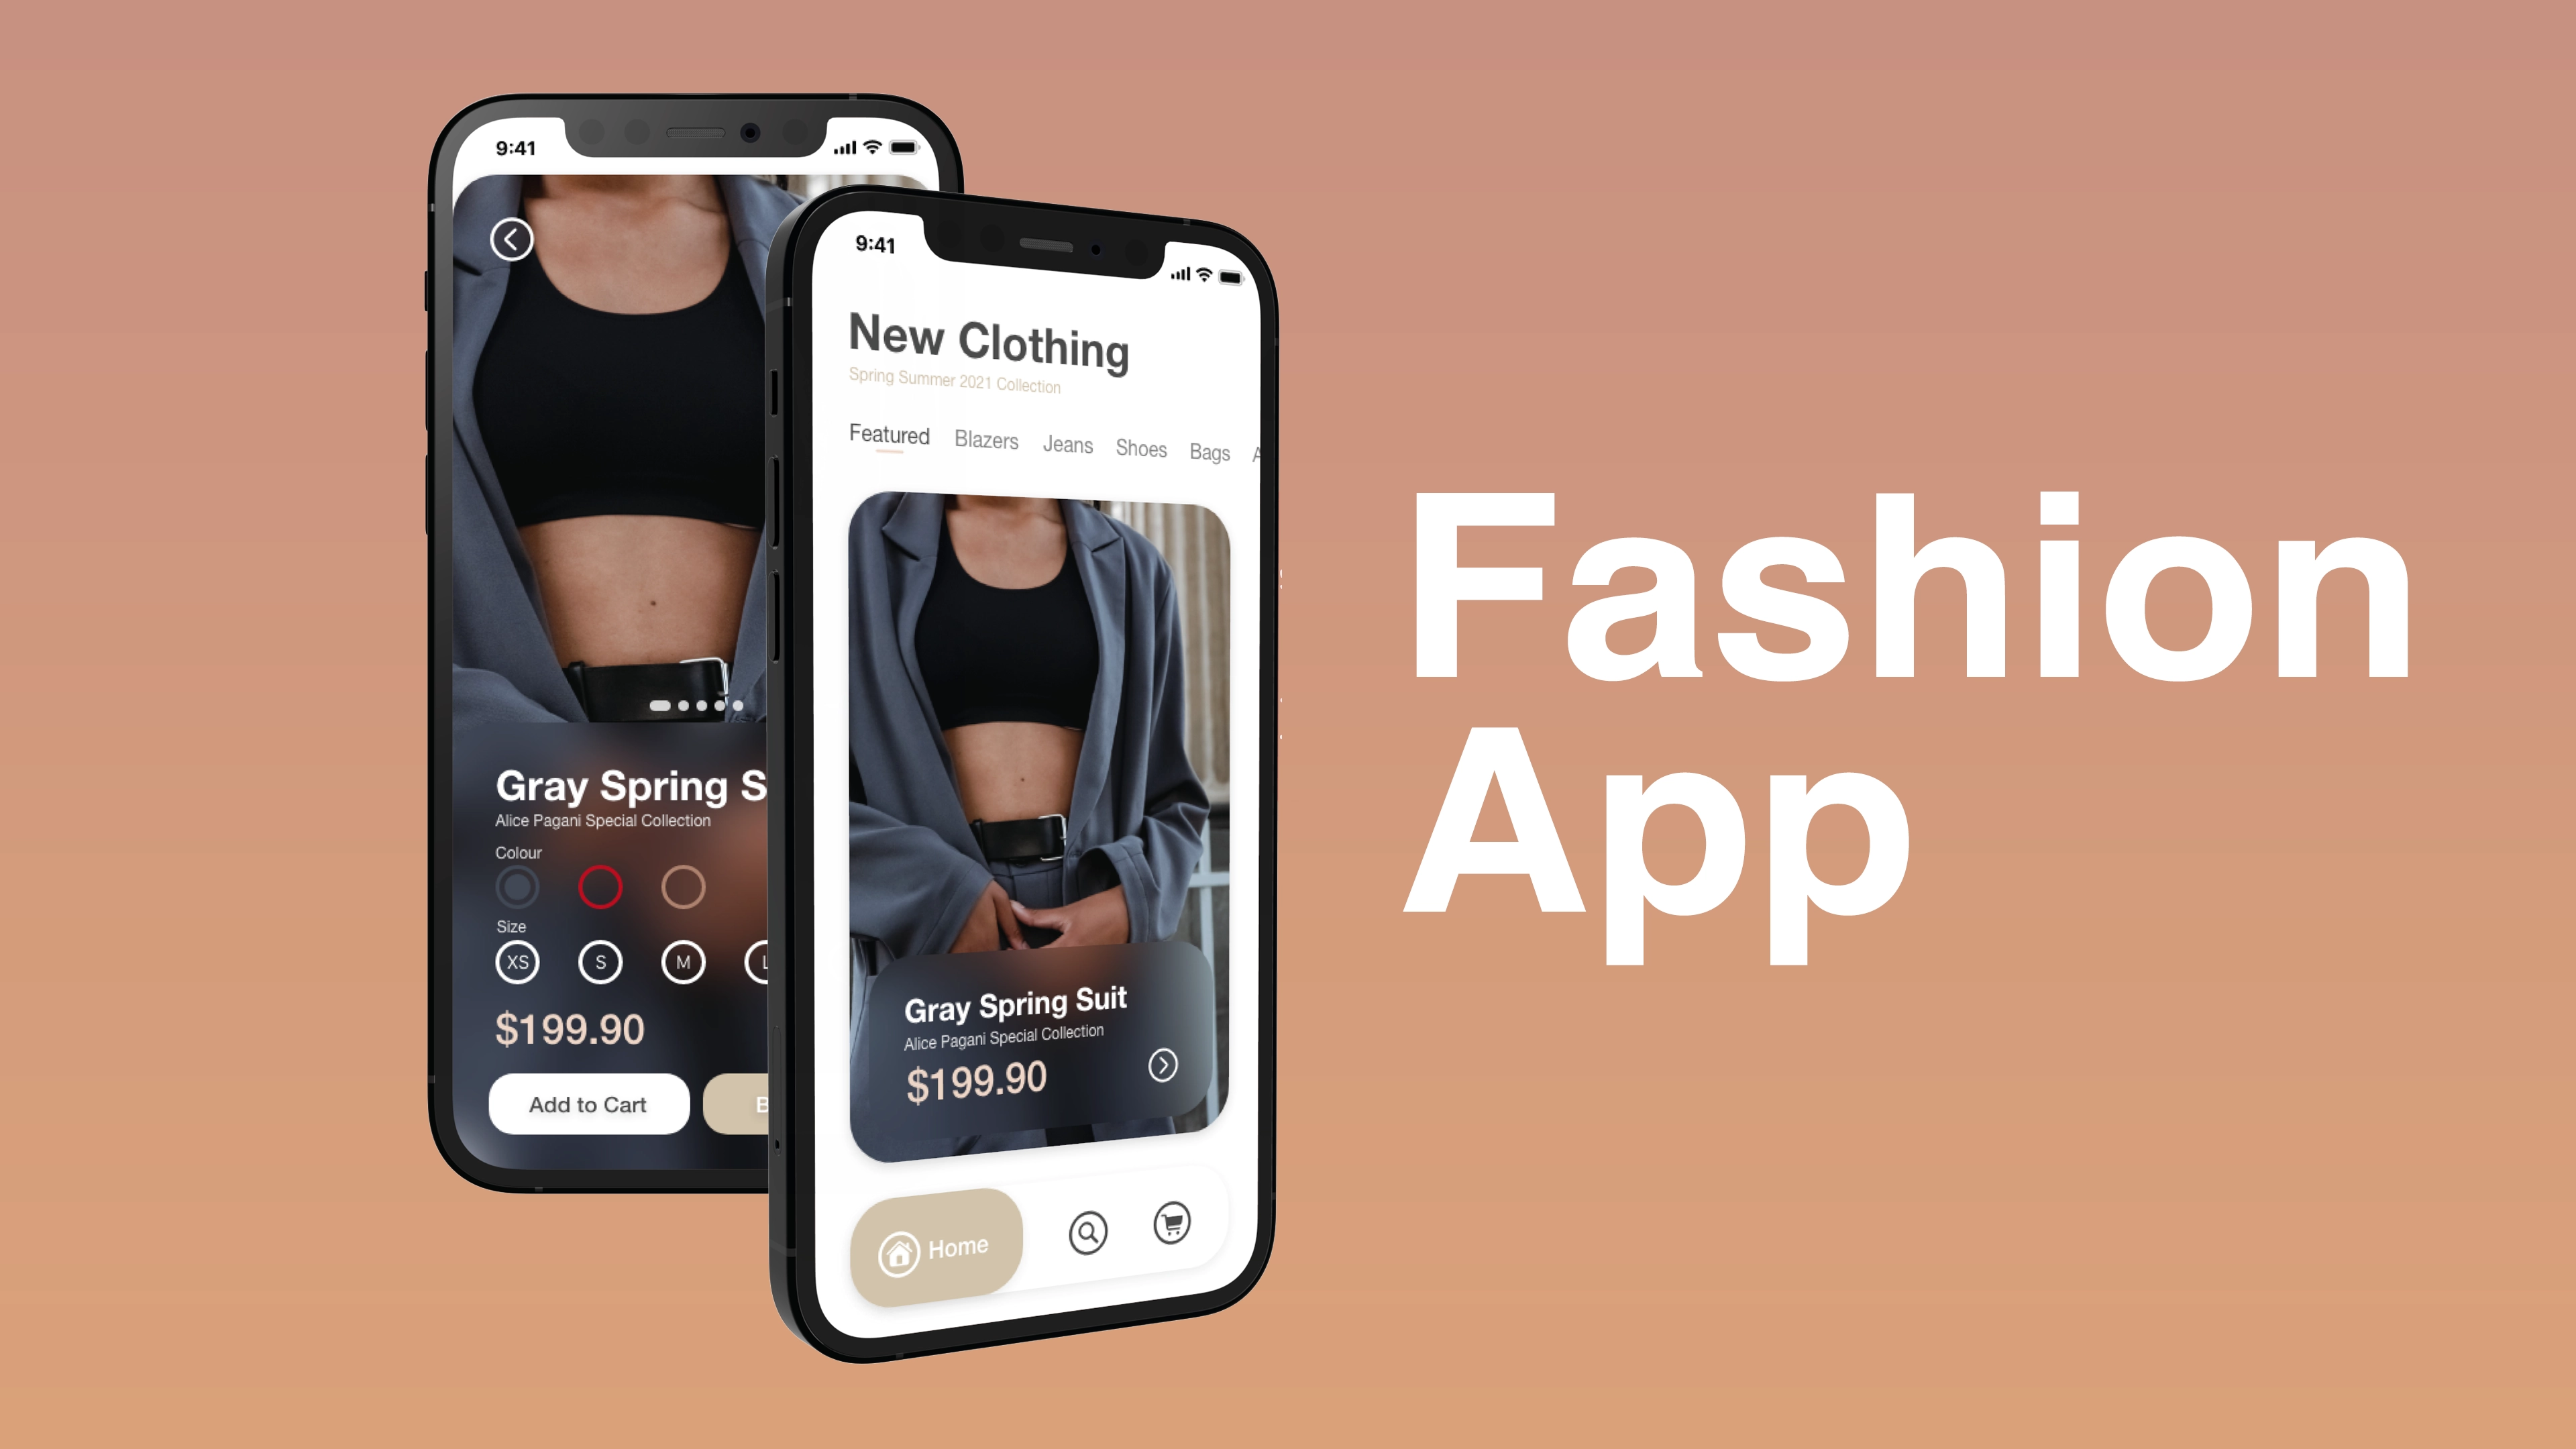 9:41
Gray Spring
Alice Pagani Special Collection
Colour
Size
XS S M
$199.90
Add to Cart
9:41
New Clothing
Spring Summer 2021 Collection
Featured Blazers Jeans Shoes Bags
Gray Spring Suit
Alice Pagani Special Collection
$199.90
Home
Fashion
App